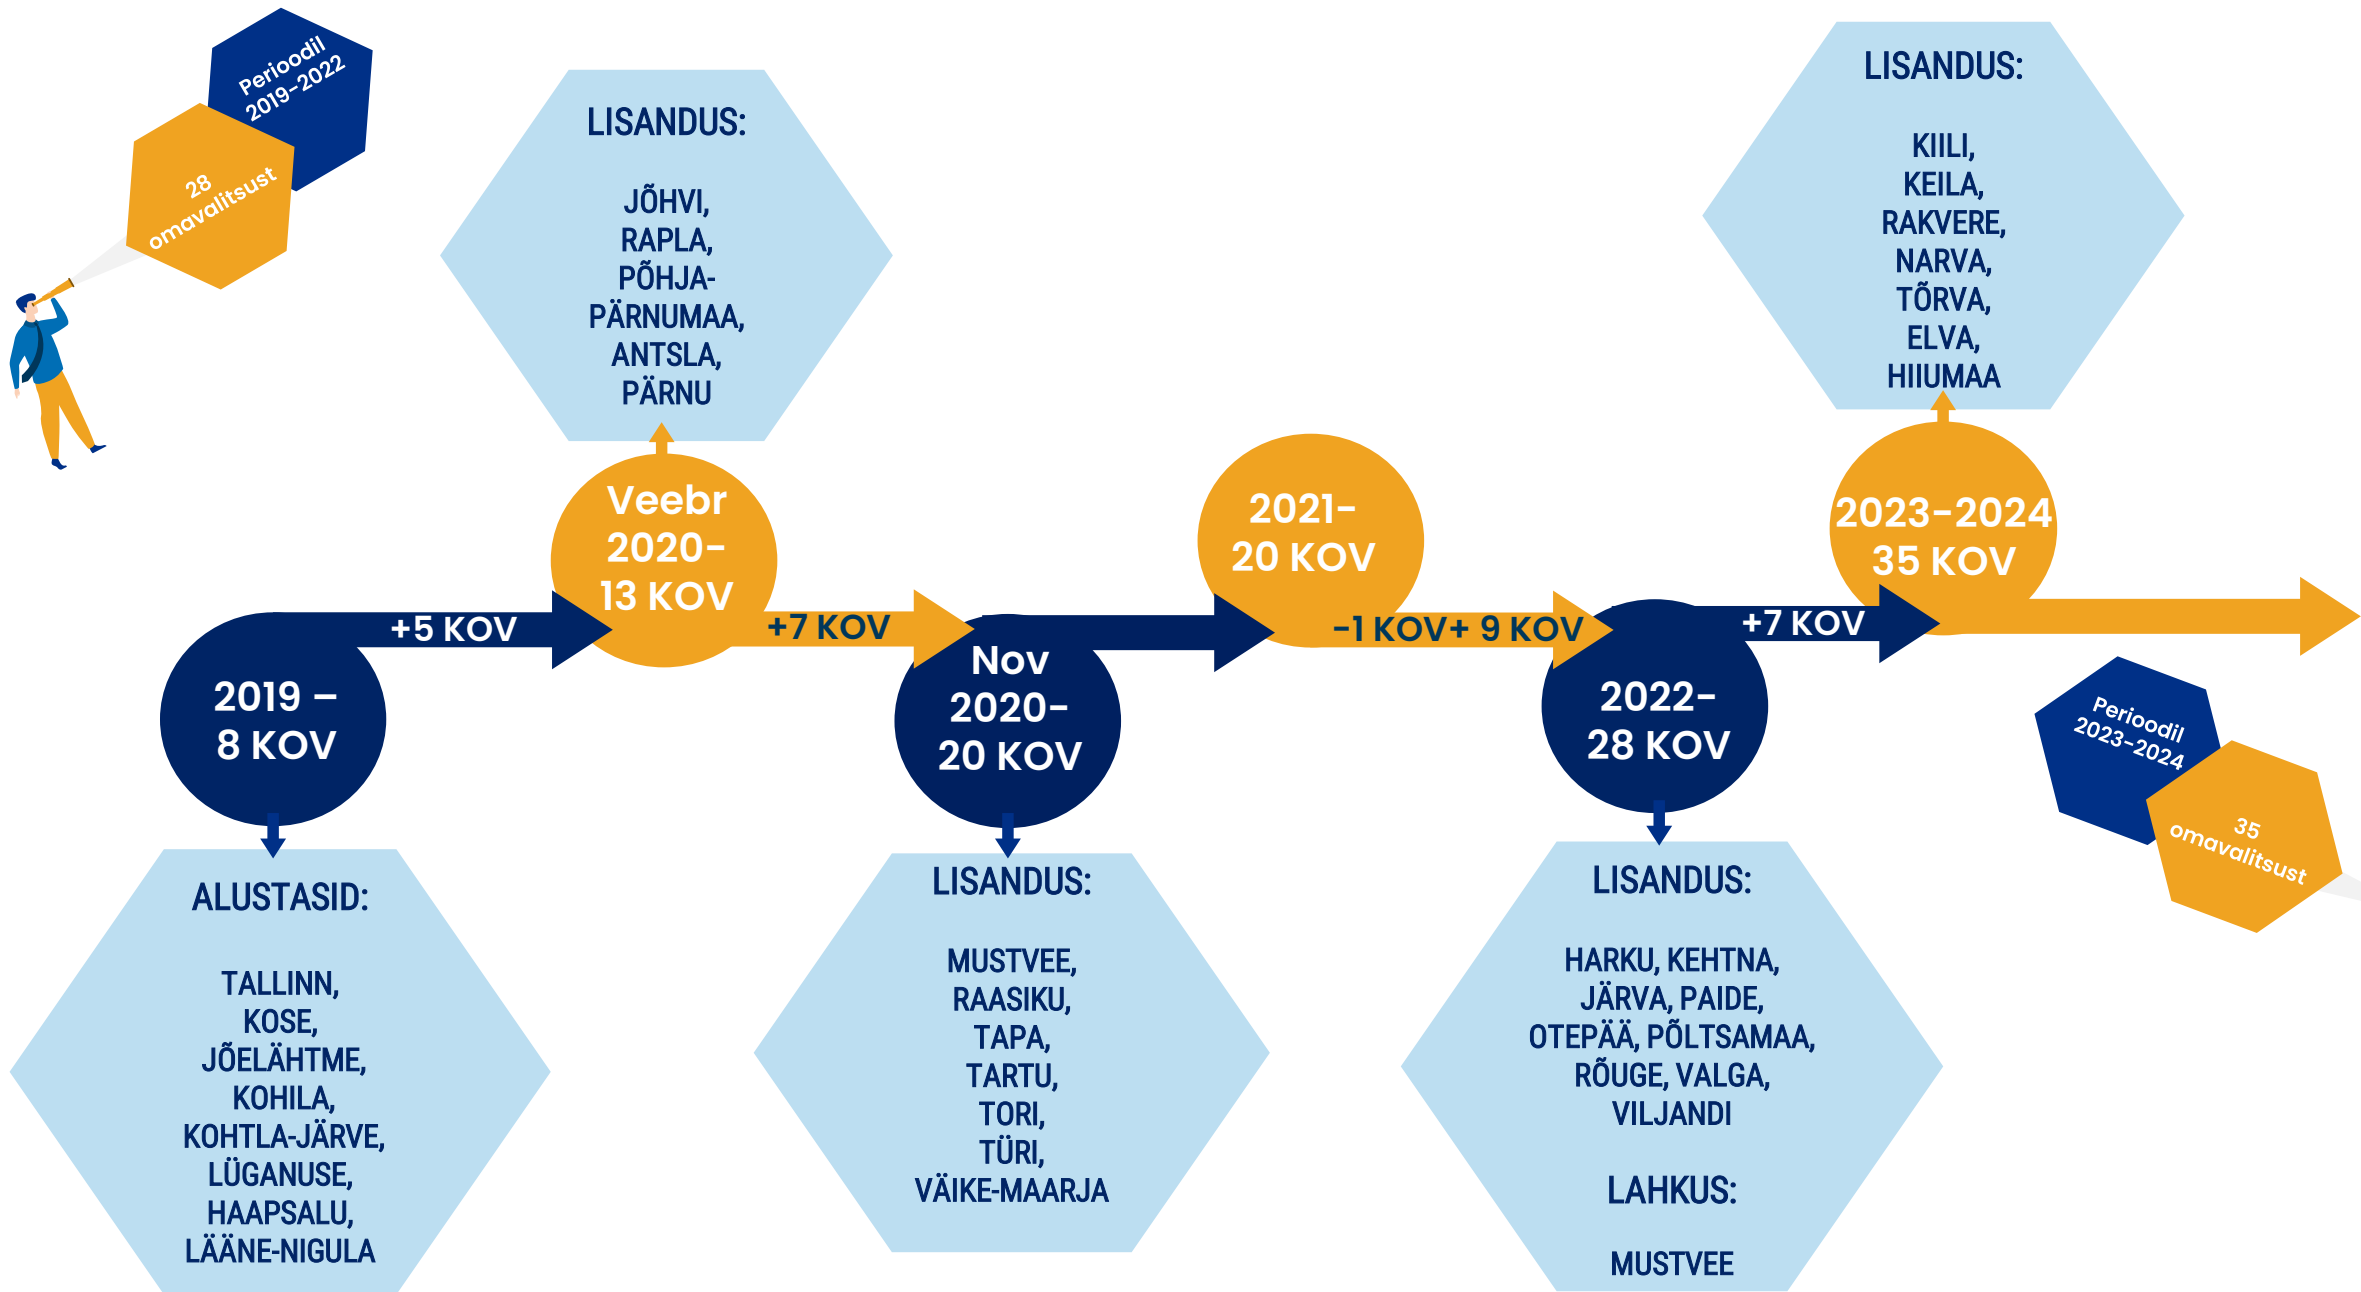 Perioodil
2019-2022
28
omavalitsust
2019 –
8 KOV
ALUSTASID:
TALLINN,
KOSE,
JÕELÄHTME,
KOHILA,
KOHTLA-JÄRVE,
LÜGANUSE,
HAAPSALU,
LÄÄNE-NIGULA
+5 KOV
LISANDUS:
JÕHVI,
RAPLA,
PÕHJA-
PÄRNUMAA,
ANTSLA,
PÄRNU
Veebr
2020-
13 KOV
+7 KOV
Nov
2020-
20 KOV
LISANDUS:
MUSTVEE,
RAASIKU,
TAPA,
TARTU,
TORI,
TÜRI,
VÄIKE-MAARJA
2021-
20 KOV
-1 KOV+ 9 KOV
2022-
28 KOV
LISANDUS:
HARKU, KEHTNA,
JÄRVA, PAIDE,
OTEPÄÄ, PÕLTSAMAA,
RÕUGE, VALGA,
VILJANDI
LAHKUS:
MUSTVEE
+7 KOV
LISANDUS:
KIILI,
KEILA,
RAKVERE,
NARVA,
TÕRVA,
ELVA,
HIIUMAA
2023-2024
35 KOV
Perioodil
2023-2024
35
omavalitsust